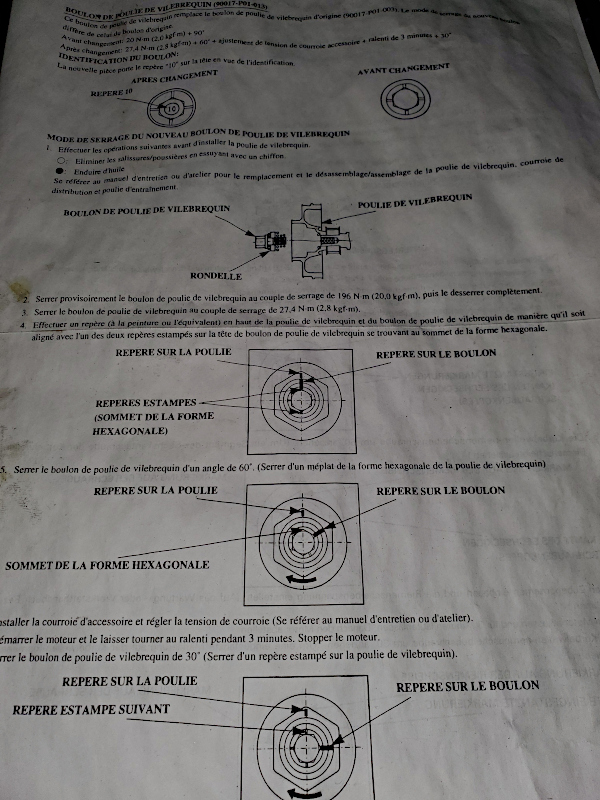 BOULON DE POULIE DE VILEBREQUIN (90017-P01-013)
Ce boulon de poulie de vilebrequin remplace le boulon de poulie de vilebrequin d'origine (90017-P01-003). Le mode de serrage du nouveau boulon
diffère de celui du boulon d'origine.
Avant changement: 20 N·m (2,0 kgf·m) + 90°
Après changement: 27,4 N·m (2,8 kgf·m) + 60° + ajustement de tension de courroie accessoire + ralenti de 3 minutes + 30°
IDENTIFICATION DU BOULON:
La nouvelle pièce porte le repère "10" sur la tête en vue de l'identification.
APRES CHANGEMENT
AVANT CHANGEMENT
REPERE 10
10
MODE DE SERRAGE DU NOUVEAU BOULON DE POULIE DE VILEBREQUIN
1. Effectuer les opérations suivantes avant d'installer la poulie de vilebrequin.
○: Eliminer les salissures/poussières en essuyant avec un chiffon.
●: Enduire d'huile
Se référer au manuel d'entretien ou d'atelier pour le remplacement et le désassemblage/assemblage de la poulie de vilebrequin, courroie de
distribution et poulie d'entraînement.
BOULON DE POULIE DE VILEBREQUIN
POULIE DE VILEBREQUIN
RONDELLE
2. Serrer provisoirement le boulon de poulie de vilebrequin au couple de serrage de 196 N·m (20,0 kgf·m), puis le desserrer complètement.
3. Serrer le boulon de poulie de vilebrequin au couple de serrage de 27,4 N·m (2,8 kgf·m).
4. Effectuer un repère (à la peinture ou l'équivalent) en haut de la poulie de vilebrequin et du boulon de poulie de vilebrequin de manière qu'il soit
aligné avec l'un des deux repères estampés sur la tête de boulon de poulie de vilebrequin se trouvant au sommet de la forme hexagonale.
REPERE SUR LA POULIE
REPERE SUR LE BOULON
REPERES ESTAMPES
(SOMMET DE LA FORME
HEXAGONALE)
5. Serrer le boulon de poulie de vilebrequin d'un angle de 60°. (Serrer d'un méplat de la forme hexagonale de la poulie de vilebrequin)
REPERE SUR LA POULIE
REPERE SUR LE BOULON
SOMMET DE LA FORME HEXAGONALE
nstaller la courroie d'accessoire et régler la tension de courroie (Se référer au manuel d'entretien ou d'atelier).
émarrer le moteur et le laisser tourner au ralenti pendant 3 minutes. Stopper le moteur.
rrer le boulon de poulie de vilebrequin de 30° (Serrer d'un repère estampé sur la poulie de vilebrequin).
REPERE SUR LA POULIE
REPERE SUR LE BOULON
REPERE ESTAMPE SUIVANT